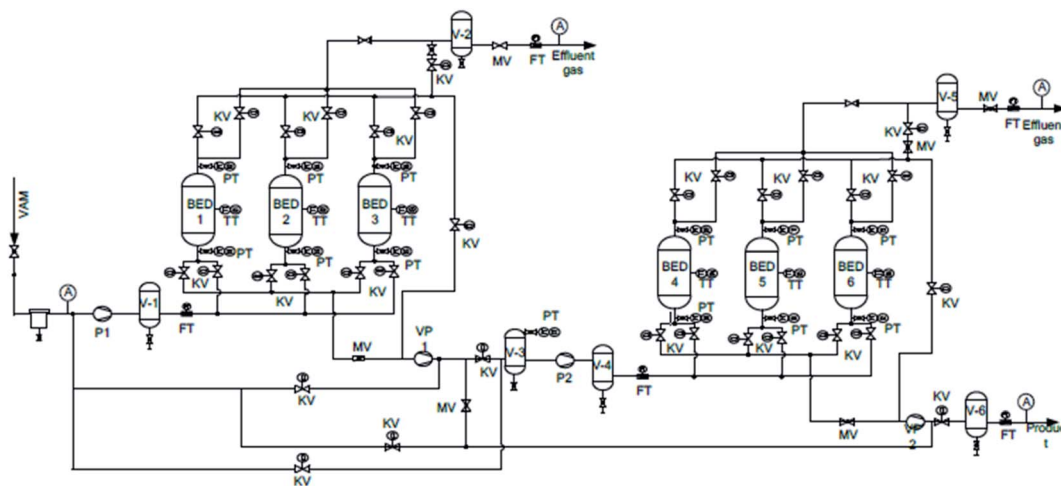 A
V-2
MV
FT
Effluent
gas
KV
KV
KV
KV
A
V-5
MV
FT
Effluent
gas
KV
MV
VAM
PT
PT
PT
BED
1
BED
2
BED
3
TT
TT
TT
KV
KV
KV
KV
PT
PT
PT
PT
PT
PT
KV
KV
KV
BED
4
BED
5
BED
6
TT
TT
TT
KV
A
P1
V-1
FT
PT
PT
PT
KV
KV
KV
MV
VP
1
KV
PT
V-3
P2
V-4
FT
KV
MV
KV
KV
MV
VP
2
KV
V-6
A
FT
Produc
t